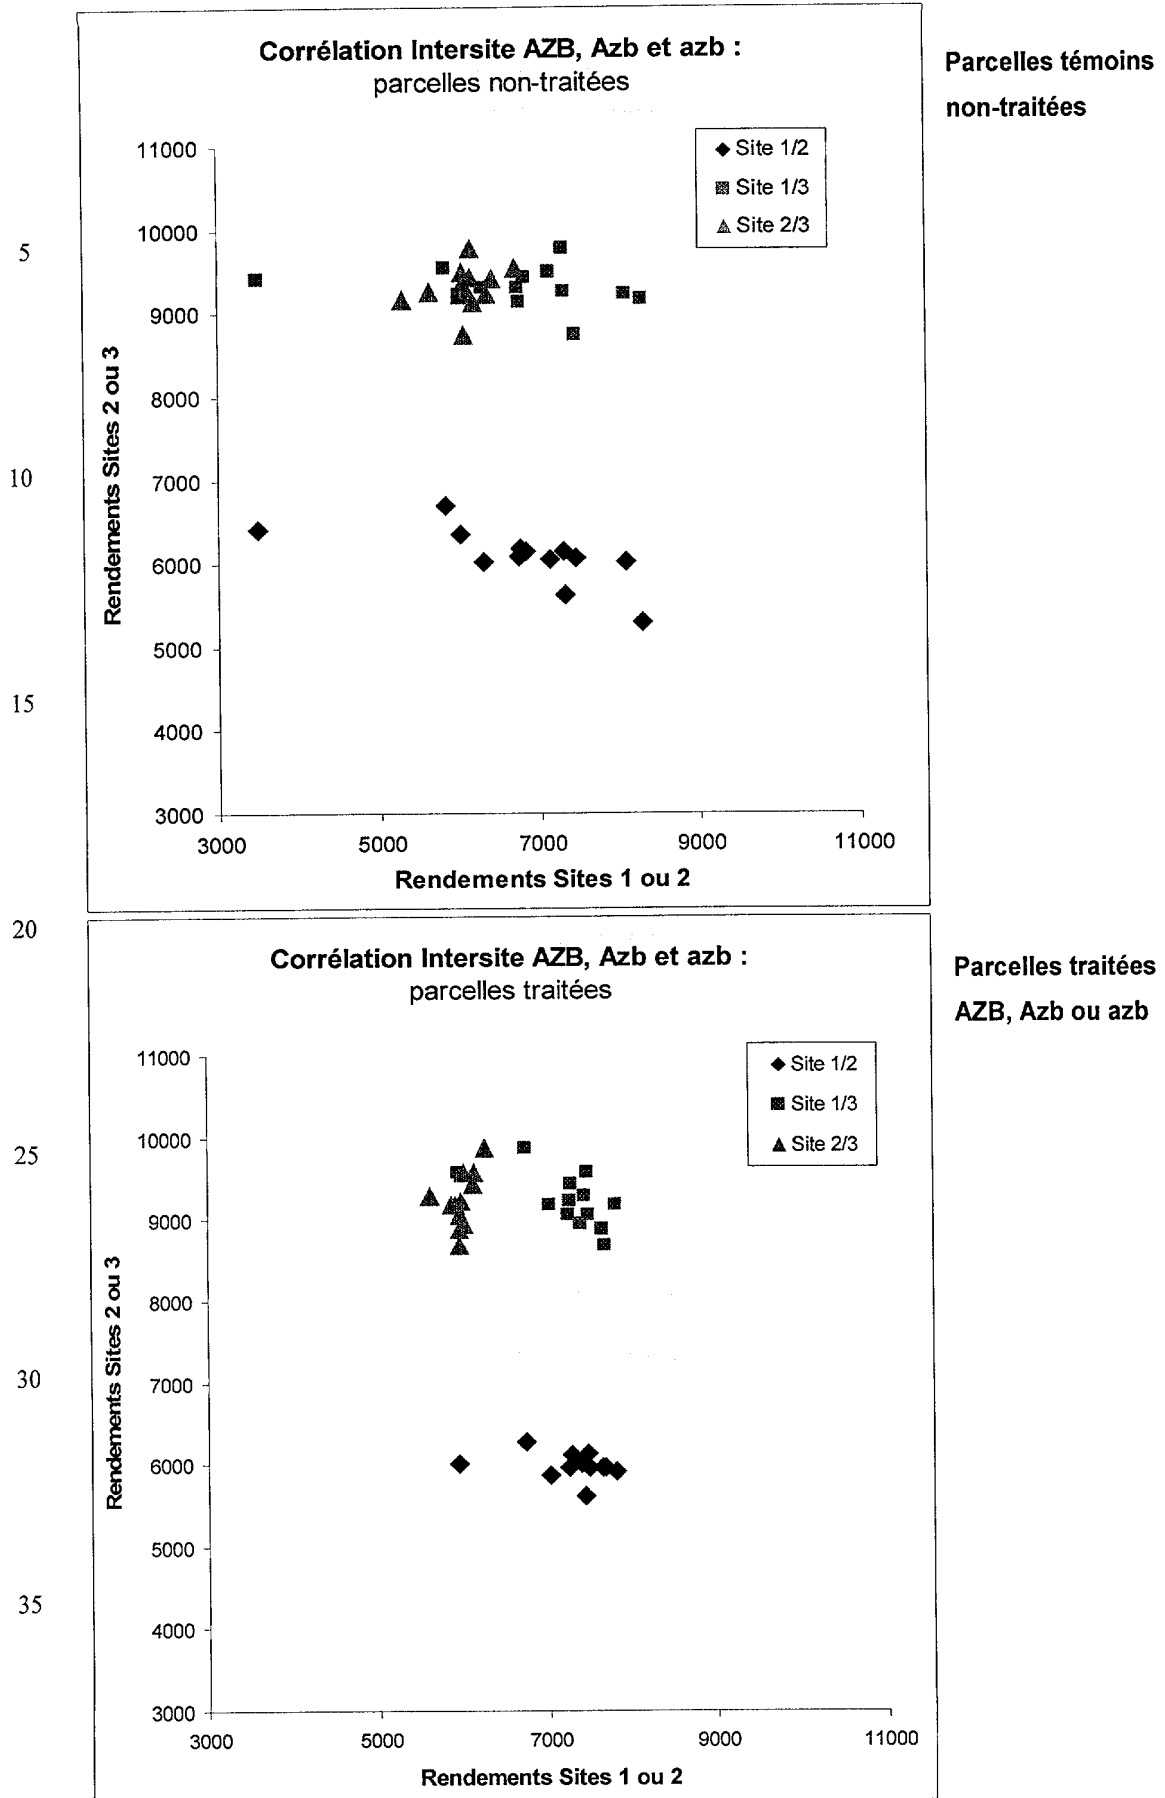 Corrélation Intersite AZB, Azb et azb :
parcelles non-traitées
Parcelles témoins
non-traitées
Site 1/2
Site 1/3
Site 2/3
11000
10000
9000
8000
7000
6000
5000
4000
3000
Rendements Sites 2 ou 3
3000 5000 7000 9000 11000
Rendements Sites 1 ou 2
5
10
15
20
Corrélation Intersite AZB, Azb et azb :
parcelles traitées
Parcelles traitées
AZB, Azb ou azb
Site 1/2
Site 1/3
Site 2/3
11000
10000
9000
8000
7000
6000
5000
4000
3000
Rendements Sites 2 ou 3
3000 5000 7000 9000 11000
Rendements Sites 1 ou 2
25
30
35